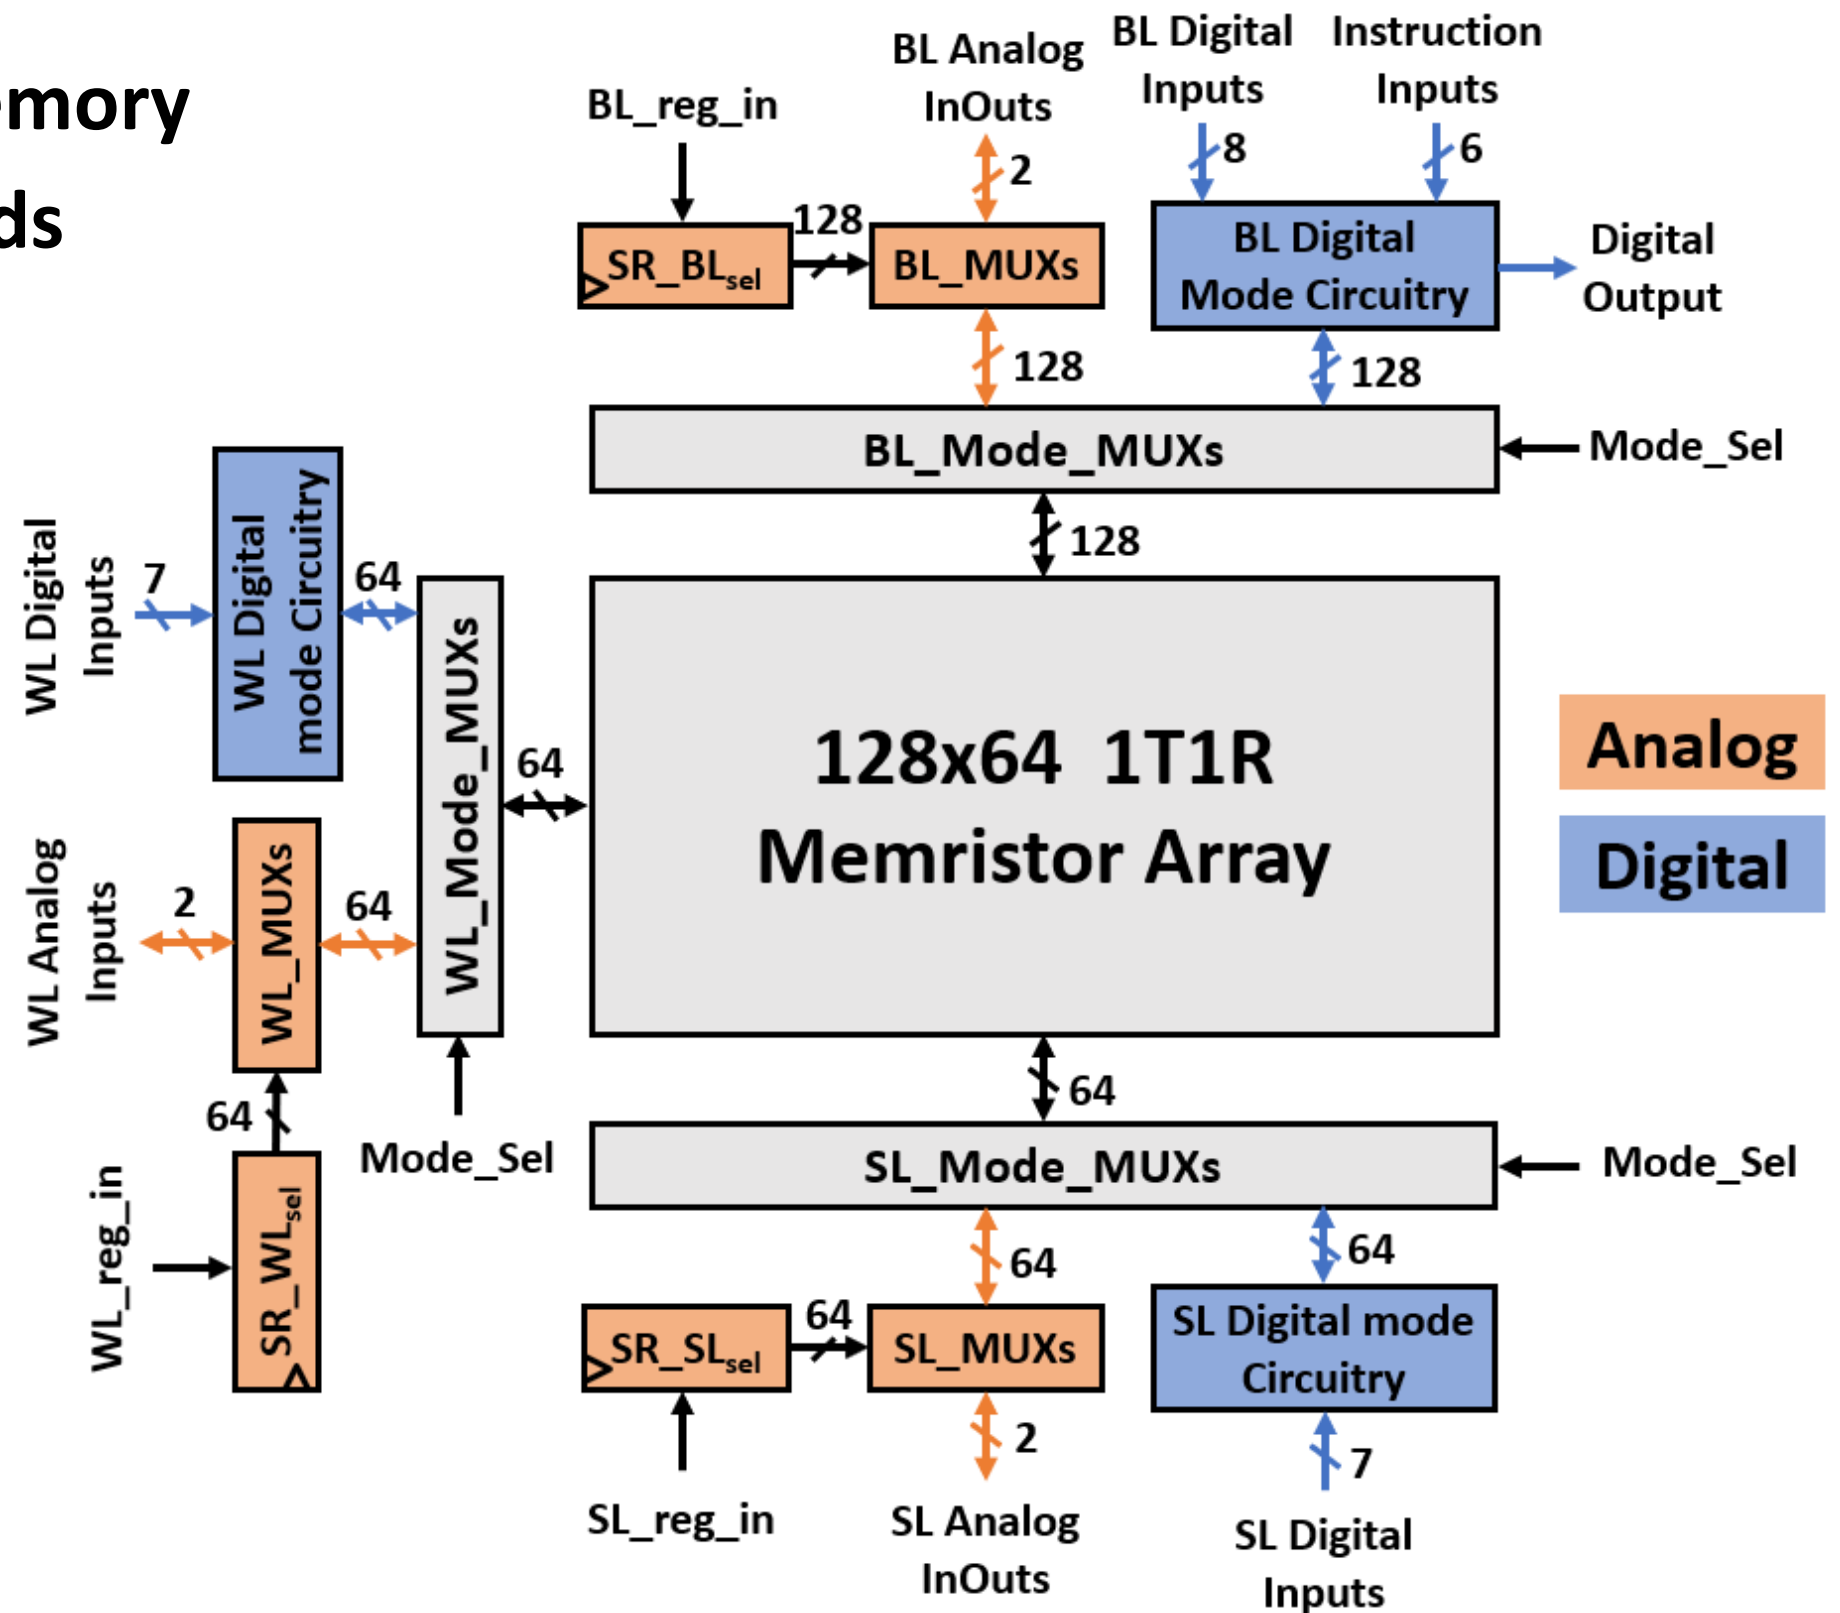 emory
ds
BL_reg_in
BL Analog
InOuts
BL Digital
Inputs
Instruction
Inputs
2
8
6
SR_BLsel
128
BL_MUXs
BL Digital
Mode Circuitry
Digital
Output
128
128
BL_Mode_MUXs
Mode_Sel
128
WL Digital
Inputs
7
WL Digital
mode Circuitry
64
WL_Mode_MUXs
64
128x64 1T1R
Memristor Array
Analog
Digital
WL Analog
Inputs
2
WL_MUXs
64
64
Mode_Sel
WL_reg_in
SR_WLsel
64
SL_Mode_MUXs
Mode_Sel
64
64
SR_SLsel
64
SL_MUXs
SL Digital mode
Circuitry
2
7
SL_reg_in
SL Analog
InOuts
SL Digital
Inputs